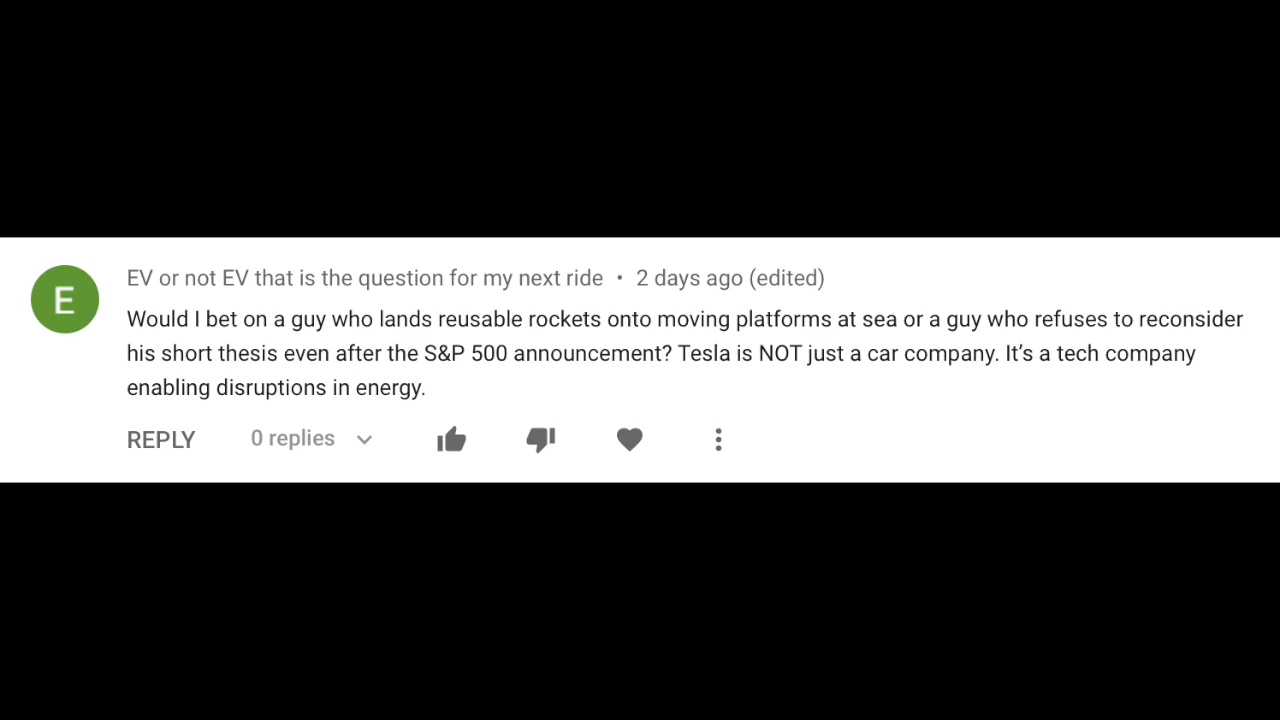 E
EV or not EV that is the question for my next ride • 2 days ago (edited)
Would I bet on a guy who lands reusable rockets onto moving platforms at sea or a guy who refuses to reconsider
his short thesis even after the S&P 500 announcement? Tesla is NOT just a car company. It’s a tech company
enabling disruptions in energy.
REPLY 0 replies